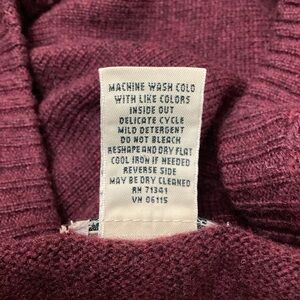 MACHINE WASH COLD
WITH LIKE COLORS
INSIDE OUT
DELICATE CYCLE
MILD DETERGENT
DO NOT BLEACH
RESHAPE AND DRY FLAT
COOL IRON IF NEEDED
REVERSE SIDE
MAY BE DRY CLEANED
RN 71341
VN 06115